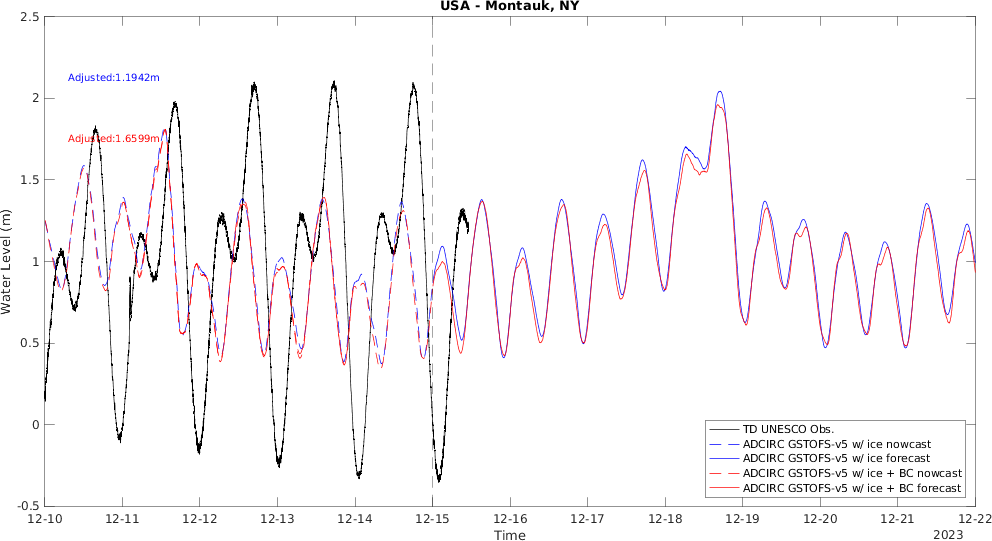 USA - Montauk, NY
2.5
2
1.5
1
0.5
0
-0.5
Water Level (m)
Adjusted:1.1942m
Adjusted:1.6599m
TD UNESCO Obs.
ADCIRC GSTOFS-v5 w/ ice nowcast
ADCIRC GSTOFS-v5 w/ ice forecast
ADCIRC GSTOFS-v5 w/ ice + BC nowcast
ADCIRC GSTOFS-v5 w/ ice + BC forecast
12-10 12-11 12-12 12-13 12-14 12-15 12-16 12-17 12-18 12-19 12-20 12-21 12-22
Time
2023